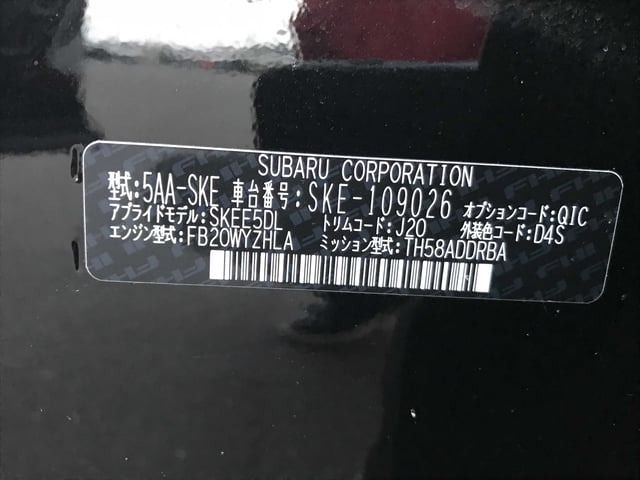 SUBARU CORPORATION
型式:5AA-SKE 車台番号:SKE-109026 オプションコード:QIC
アプライドモデル:SKEE5DL トリムコード:J20 外装色コード:D4S
エンジン型式:FB20WYZHLA ミッション型式:TH58ADDRBA